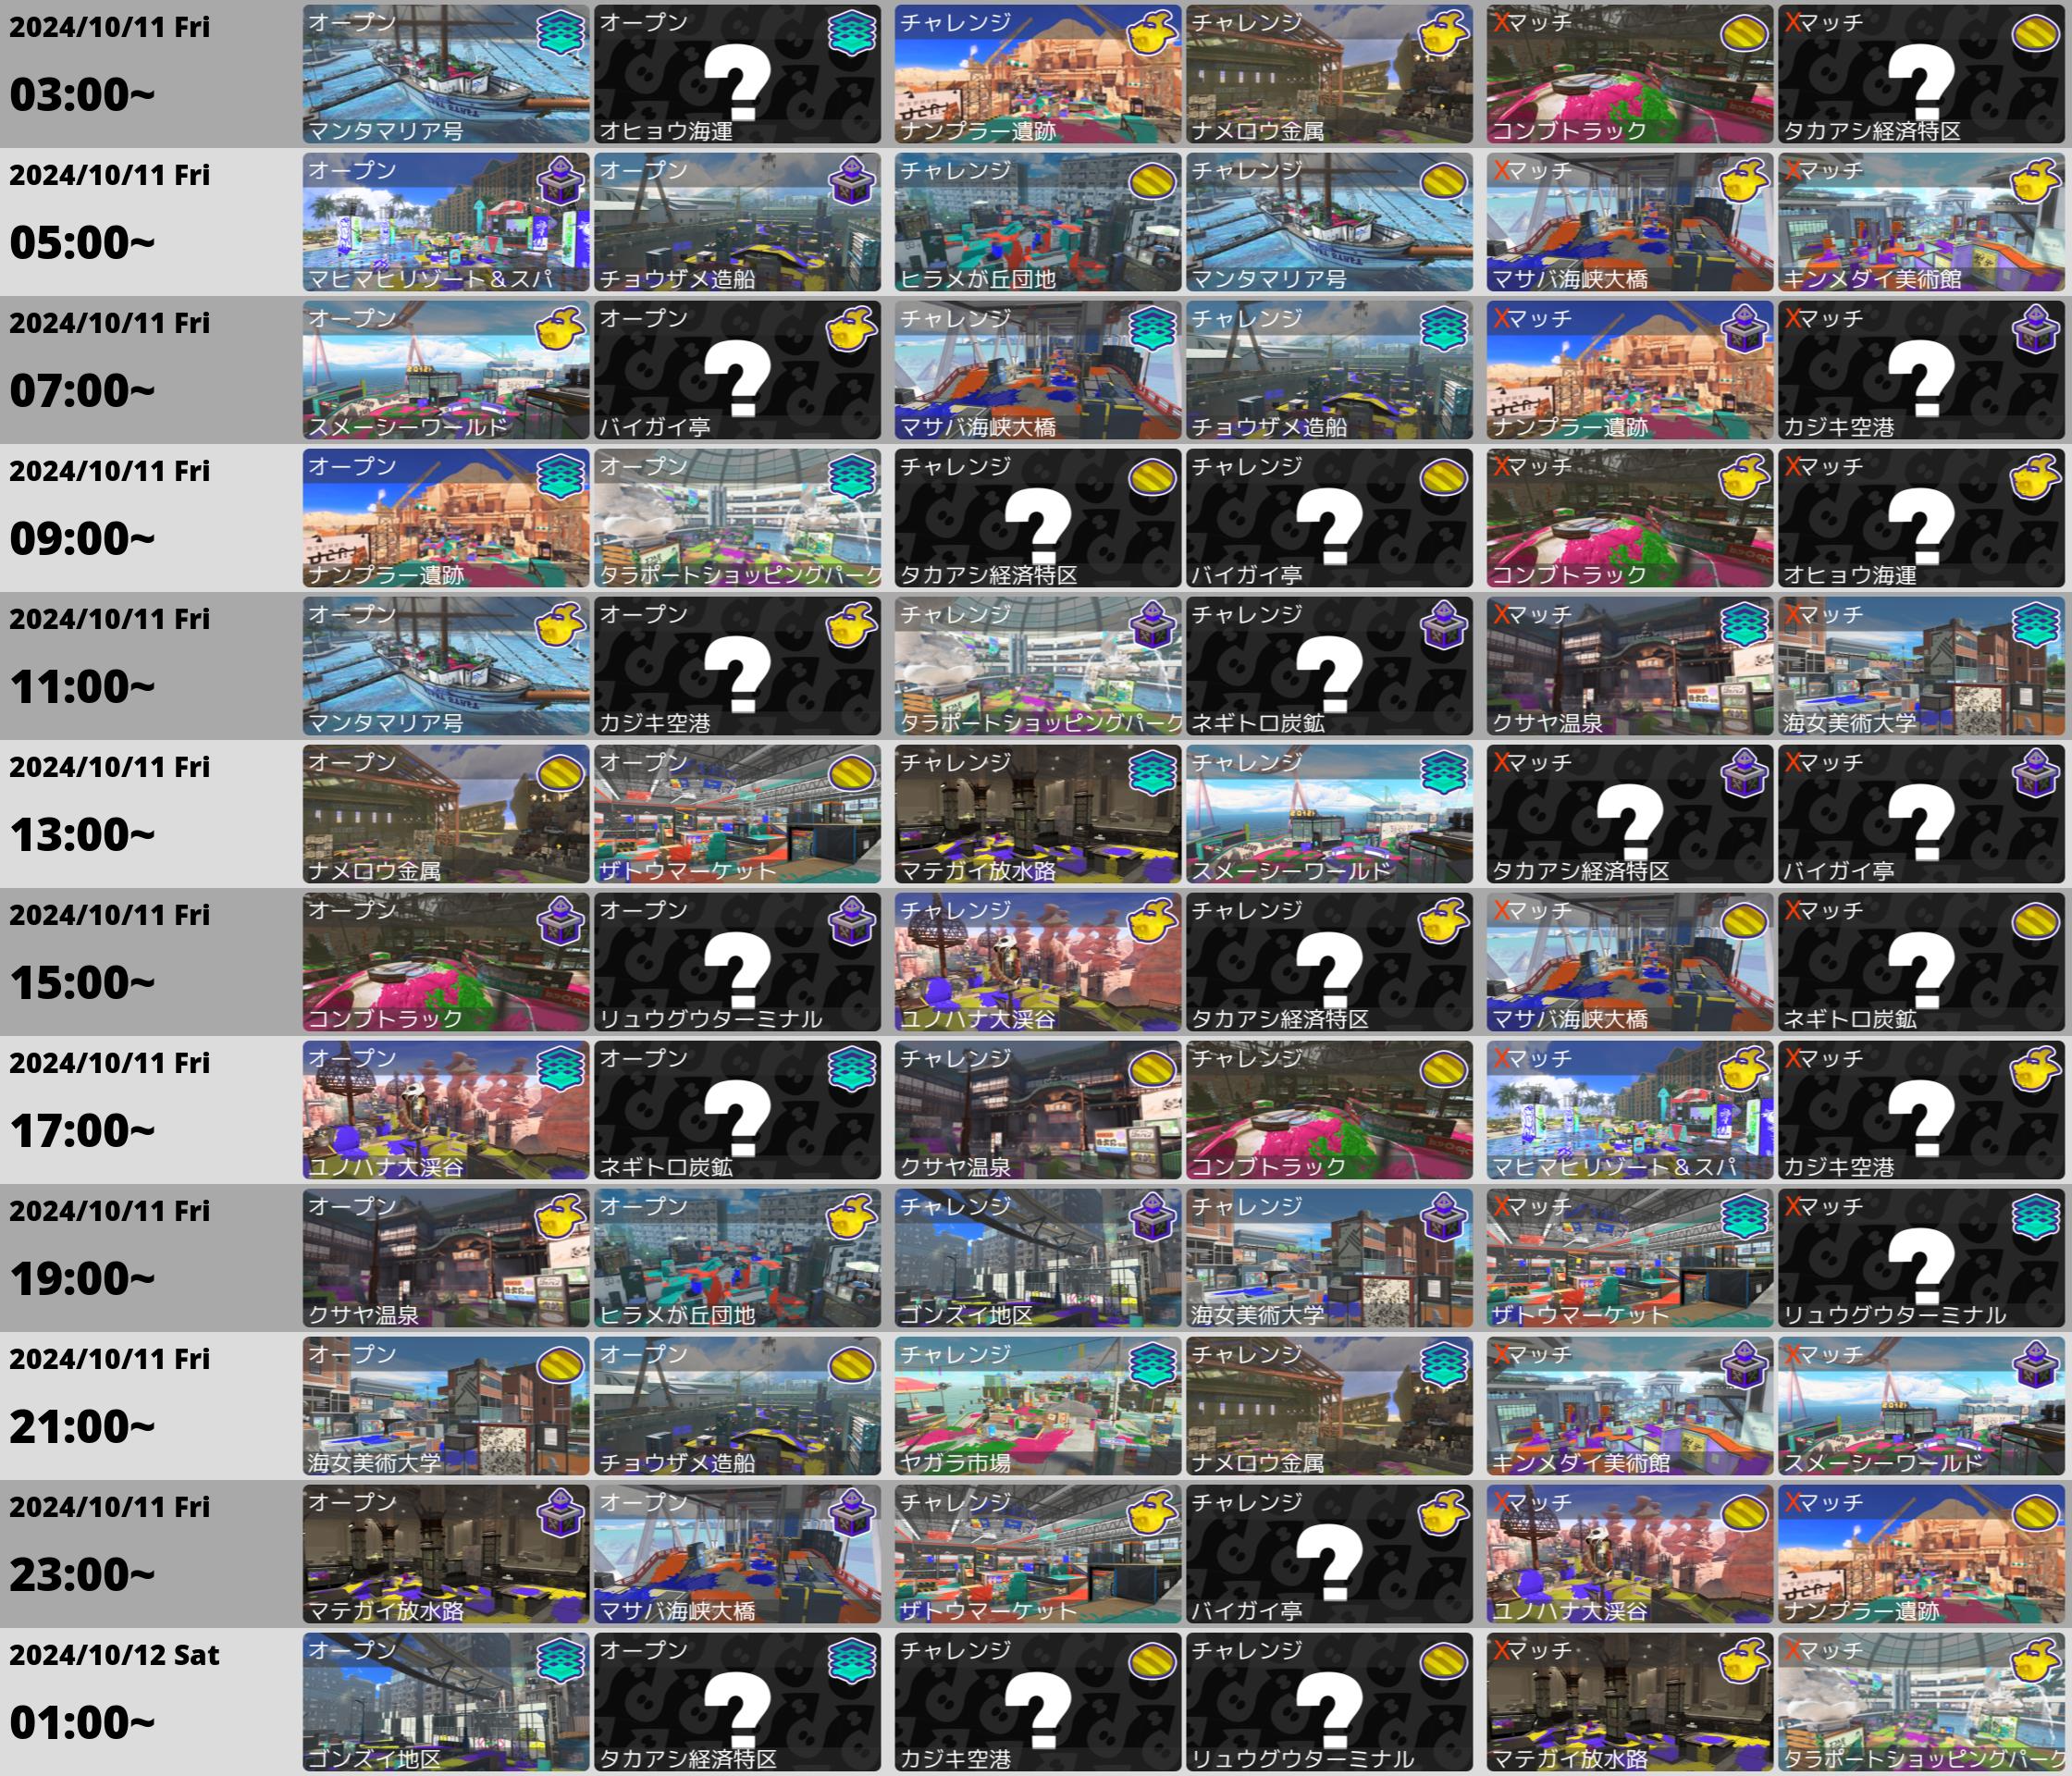 2024/10/11 Fri
03:00~
オープン
マンタマリア号
オープン
オヒョウ海運
チャレンジ
ナンプラー遺跡
チャレンジ
ナメロウ金属
Xマッチ
コンブトラック
Xマッチ
タカアシ経済特区
2024/10/11 Fri
05:00~
オープン
マヒマヒリゾート＆スパ
オープン
チョウザメ造船
チャレンジ
ヒラメが丘団地
チャレンジ
マンタマリア号
Xマッチ
マサバ海峡大橋
Xマッチ
キンメダイ美術館
2024/10/11 Fri
07:00~
オープン
スメーシーワールド
オープン
バイガイ亭
チャレンジ
マサバ海峡大橋
チャレンジ
チョウザメ造船
Xマッチ
ナンプラー遺跡
Xマッチ
カジキ空港
2024/10/11 Fri
09:00~
オープン
ナンプラー遺跡
オープン
タラポートショッピングパーク
チャレンジ
タカアシ経済特区
チャレンジ
バイガイ亭
Xマッチ
コンブトラック
Xマッチ
オヒョウ海運
2024/10/11 Fri
11:00~
オープン
マンタマリア号
オープン
カジキ空港
チャレンジ
タラポートショッピングパーク
チャレンジ
ネギトロ炭鉱
Xマッチ
クサヤ温泉
Xマッチ
海女美術大学
2024/10/11 Fri
13:00~
オープン
ナメロウ金属
オープン
ザトウマーケット
チャレンジ
マテガイ放水路
チャレンジ
スメーシーワールド
Xマッチ
タカアシ経済特区
Xマッチ
バイガイ亭
2024/10/11 Fri
15:00~
オープン
コンブトラック
オープン
リュウグウターミナル
チャレンジ
ユノハナ大渓谷
チャレンジ
タカアシ経済特区
Xマッチ
マサバ海峡大橋
Xマッチ
ネギトロ炭鉱
2024/10/11 Fri
17:00~
オープン
ユノハナ大渓谷
オープン
ネギトロ炭鉱
チャレンジ
クサヤ温泉
チャレンジ
コンブトラック
Xマッチ
マヒマヒリゾート＆スパ
Xマッチ
カジキ空港
2024/10/11 Fri
19:00~
オープン
クサヤ温泉
オープン
ヒラメが丘団地
チャレンジ
ゴンズイ地区
チャレンジ
海女美術大学
Xマッチ
ザトウマーケット
Xマッチ
リュウグウターミナル
2024/10/11 Fri
21:00~
オープン
海女美術大学
オープン
チョウザメ造船
チャレンジ
ヤガラ市場
チャレンジ
ナメロウ金属
Xマッチ
キンメダイ美術館
Xマッチ
スメーシーワールド
2024/10/11 Fri
23:00~
オープン
マテガイ放水路
オープン
マサバ海峡大橋
チャレンジ
ザトウマーケット
チャレンジ
バイガイ亭
Xマッチ
ユノハナ大渓谷
Xマッチ
ナンプラー遺跡
2024/10/12 Sat
01:00~
オープン
ゴンズイ地区
オープン
タカアシ経済特区
チャレンジ
カジキ空港
チャレンジ
リュウグウターミナル
Xマッチ
マテガイ放水路
Xマッチ
タラポートショッピングパーク